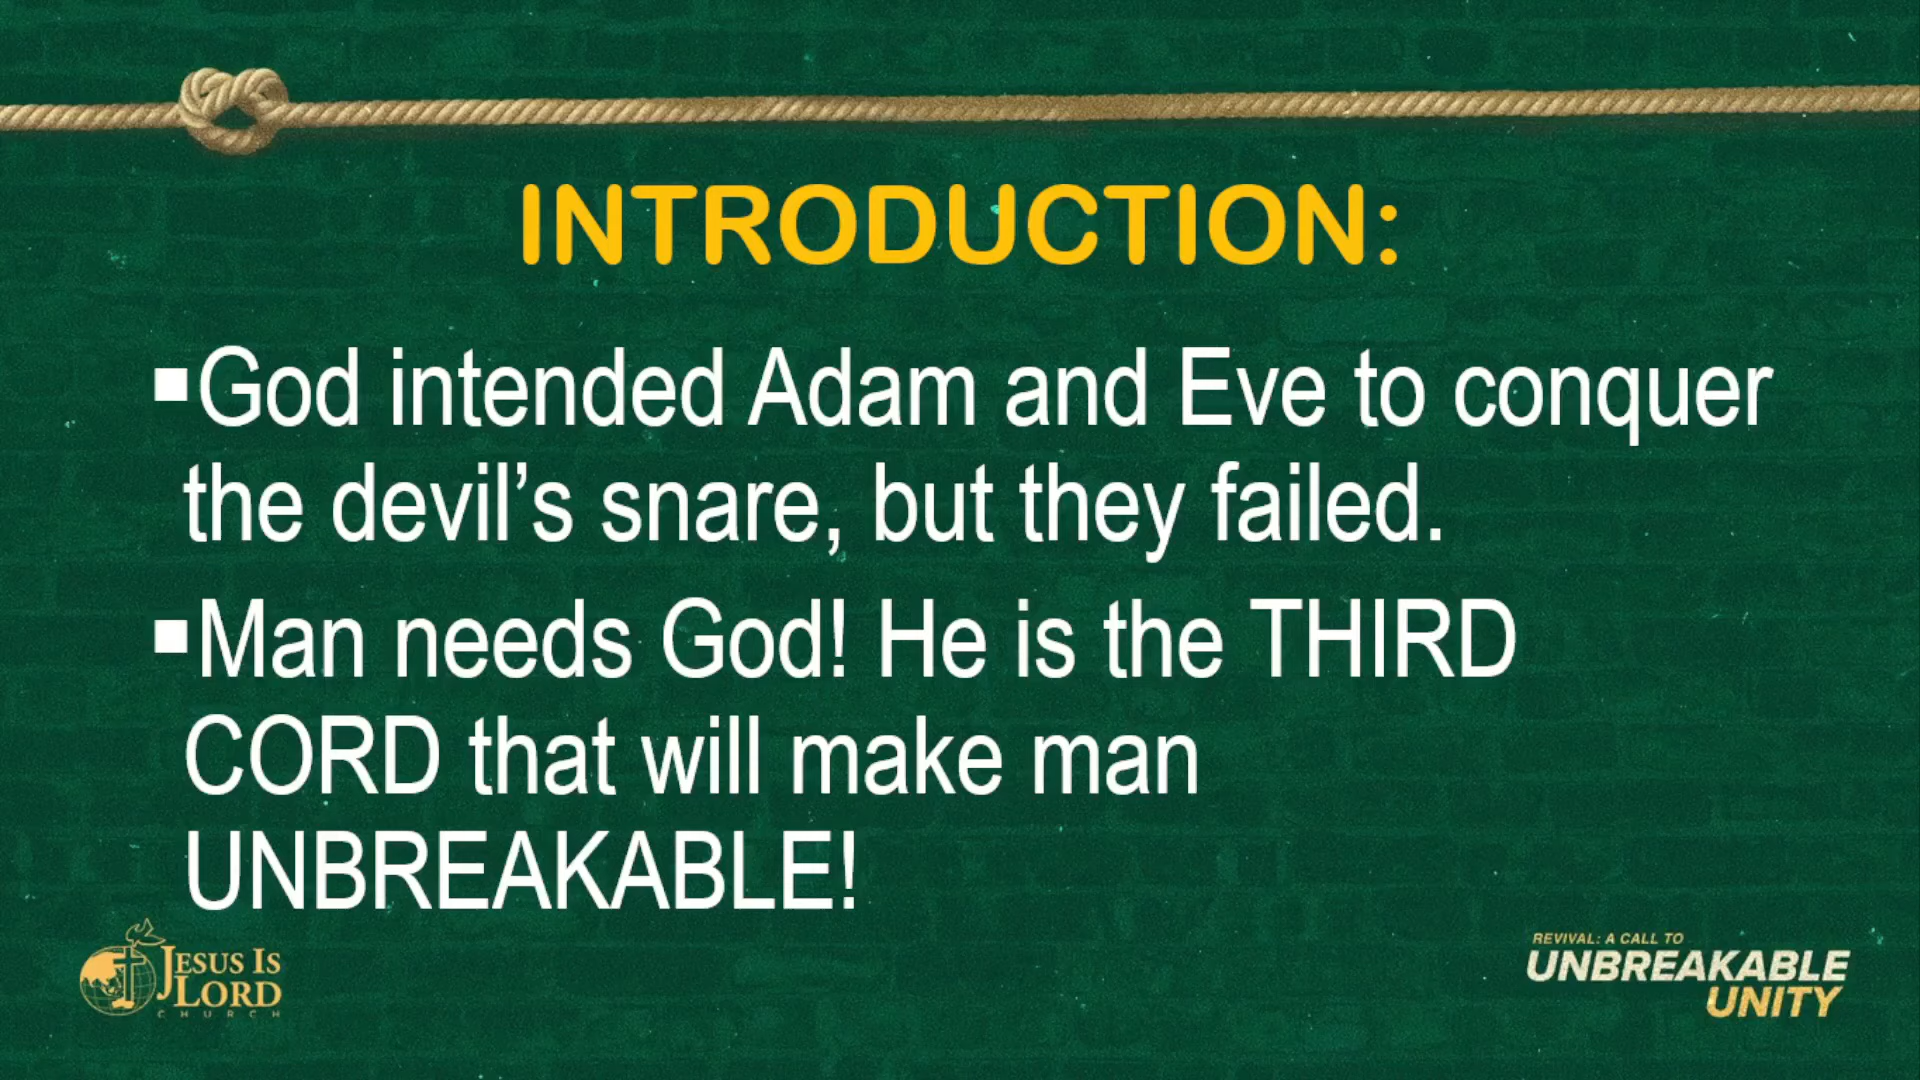 INTRODUCTION:
▪God intended Adam and Eve to conquer
the devil’s snare, but they failed.
▪Man needs God! He is the THIRD
CORD that will make man
UNBREAKABLE!
JESUS IS
LORD
CHURCH
REVIVAL: A CALL TO
UNBREAKABLE
UNITY